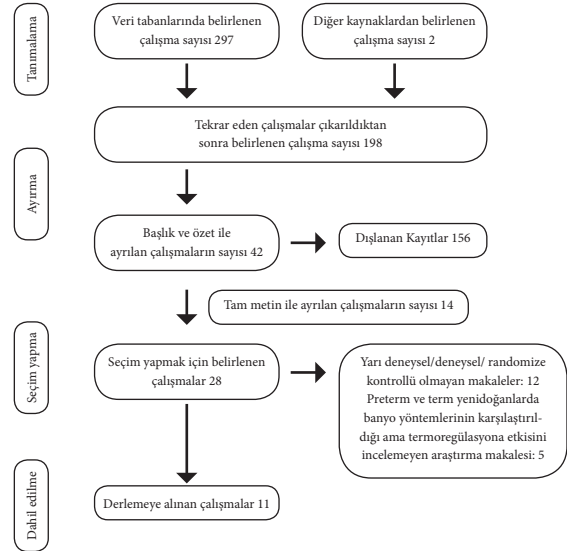 Tanımalama
Veri tabanlarında belirlenen
çalışma sayısı 297
Diğer kaynaklardan belirlenen
çalışma sayısı 2
Tekrar eden çalışmalar çıkarıldıktan
sonra belirlenen çalışma sayısı 198
Ayırma
Başlık ve özet ile
ayrılan çalışmaların sayısı 42
Dışlanan Kayıtlar 156
Tam metin ile ayrılan çalışmaların sayısı 14
Seçim yapma
Seçim yapmak için belirlenen
çalışmalar 28
Yarı deneysel/deneysel/ randomize
kontrollü olmayan makaleler: 12
Preterm ve term yenidoğanlarda
banyo yöntemlerinin karşılaştırıl-
dığı ama termoregülasyona etkisini
incelemeyen araştırma makalesi: 5
Dahil edilme
Derlemeye alınan çalışmalar 11